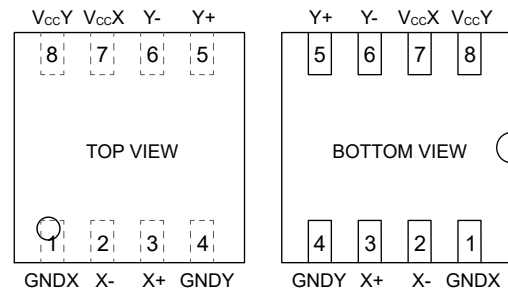 VCCY VCCX Y- Y+
8 7 6 5
TOP VIEW
1 2 3 4
GNDX X- X+ GNDY
Y+ Y- VCCX VCCY
5 6 7 8
BOTTOM VIEW
4 3 2 1
GNDY X+ X- GNDX